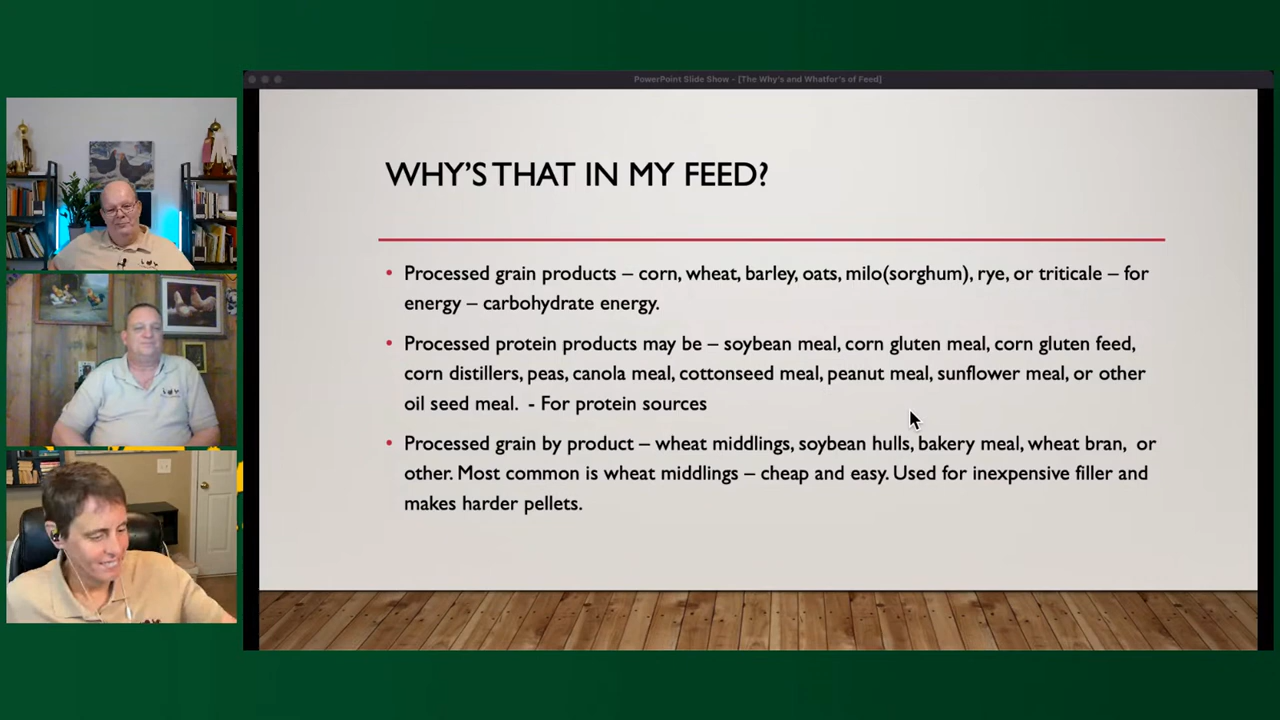 PowerPoint Slide Show - [The Why's and Whatfor's of Feed]
WHY'S THAT IN MY FEED?
• Processed grain products – corn, wheat, barley, oats, milo(sorghum), rye, or triticale – for
energy – carbohydrate energy.
• Processed protein products may be – soybean meal, corn gluten meal, corn gluten feed,
corn distillers, peas, canola meal, cottonseed meal, peanut meal, sunflower meal, or other
oil seed meal. - For protein sources
• Processed grain by product – wheat middlings, soybean hulls, bakery meal, wheat bran, or
other. Most common is wheat middlings – cheap and easy. Used for inexpensive filler and
makes harder pellets.